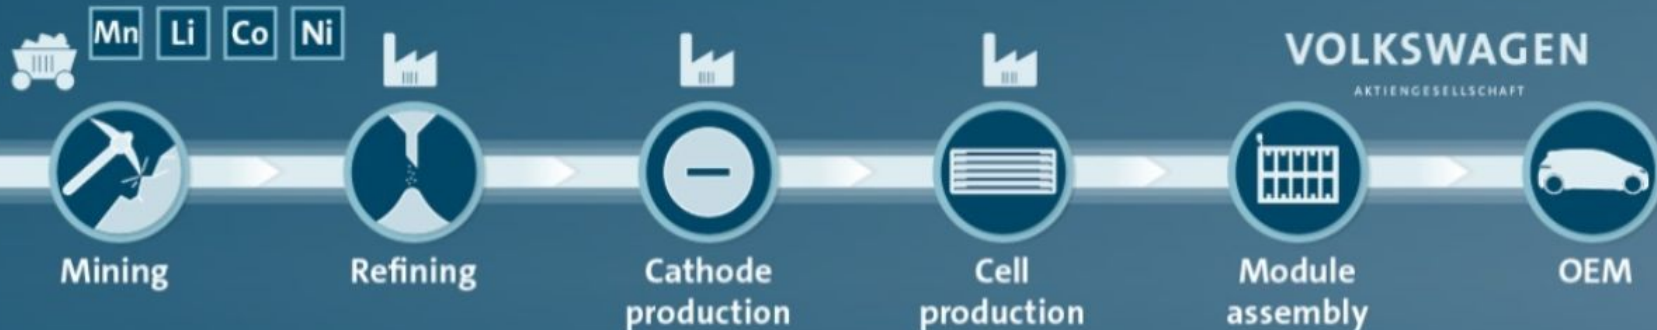 Mn Li Co Ni
VOLKSWAGEN
AKTIENGESELLSCHAFT
Mining
Refining
Cathode
production
Cell
production
Module
assembly
OEM